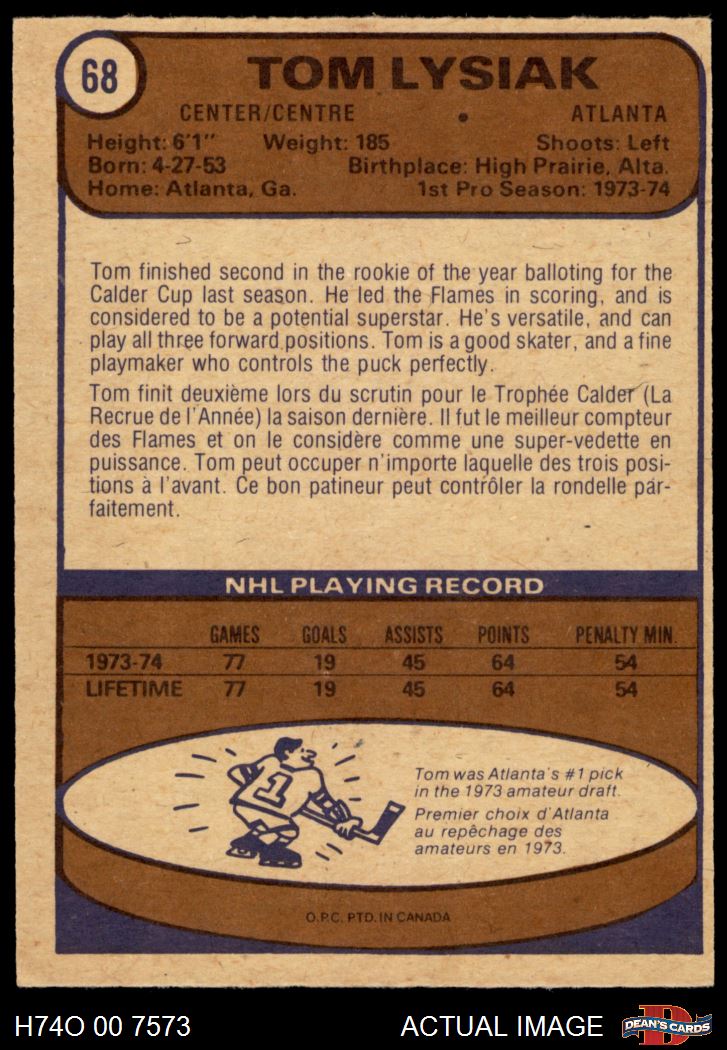 68
TOM LYSIAK
CENTER/CENTRE • ATLANTA
Height: 6'1" Weight: 185 Shoots: Left
Born: 4-27-53 Birthplace: High Prairie, Alta.
Home: Atlanta, Ga. 1st Pro Season: 1973-74
Tom finished second in the rookie of the year balloting for the
Calder Cup last season. He led the Flames in scoring, and is
considered to be a potential superstar. He's versatile, and can
play all three forward positions. Tom is a good skater, and a fine
playmaker who controls the puck perfectly.
Tom finit deuxième lors du scrutin pour le Trophée Calder (La
Recrue de l'Année) la saison dernière. Il fut le meilleur compteur
des Flames et on le considère comme une super-vedette en
puissance. Tom peut occuper n'importe laquelle des trois posi-
tions à l'avant. Ce bon patineur peut contrôler la rondelle par-
faitement.
NHL PLAYING RECORD
GAMES GOALS ASSISTS POINTS PENALTY MIN.
1973-74 77 19 45 64 54
LIFETIME 77 19 45 64 54
1
Tom was Atlanta's #1 pick
in the 1973 amateur draft.
Premier choix d'Atlanta
au repêchage des
amateurs en 1973.
O.P.C. PTD. IN CANADA
H74O 00 7573 ACTUAL IMAGE
D
DEAN'S CARDS